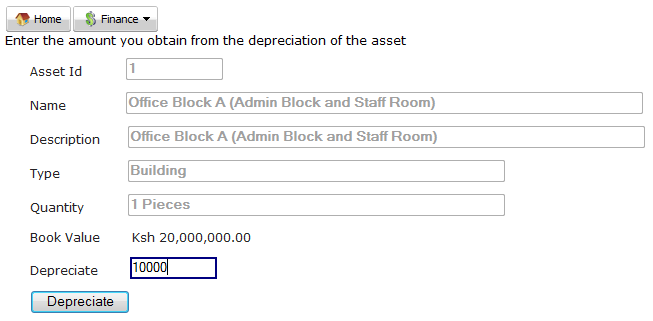 Home Finance
Enter the amount you obtain from the depreciation of the asset
Asset Id 1
Name Office Block A (Admin Block and Staff Room)
Description Office Block A (Admin Block and Staff Room)
Type Building
Quantity 1 Pieces
Book Value Ksh 20,000,000.00
Depreciate 10000
Depreciate